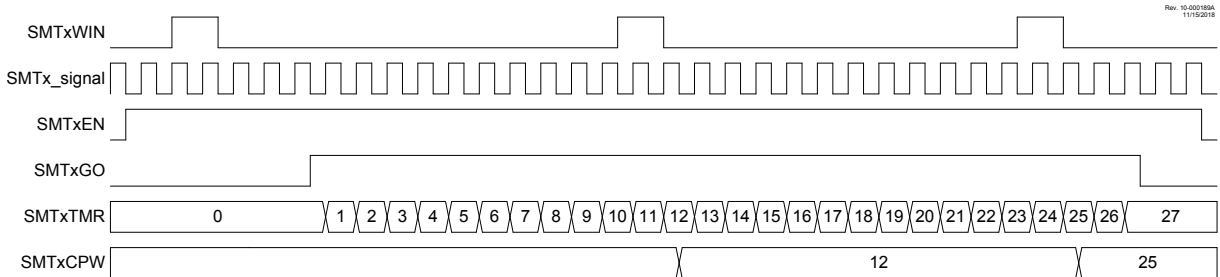 Rev. 10-000189A
11/15/2018
SMTxWIN
SMTx_signal
SMTxEN
SMTxGO
SMTxTMR 0 1 2 3 4 5 6 7 8 9 10 11 12 13 14 15 16 17 18 19 20 21 22 23 24 25 26 27
SMTxCPW 12 25